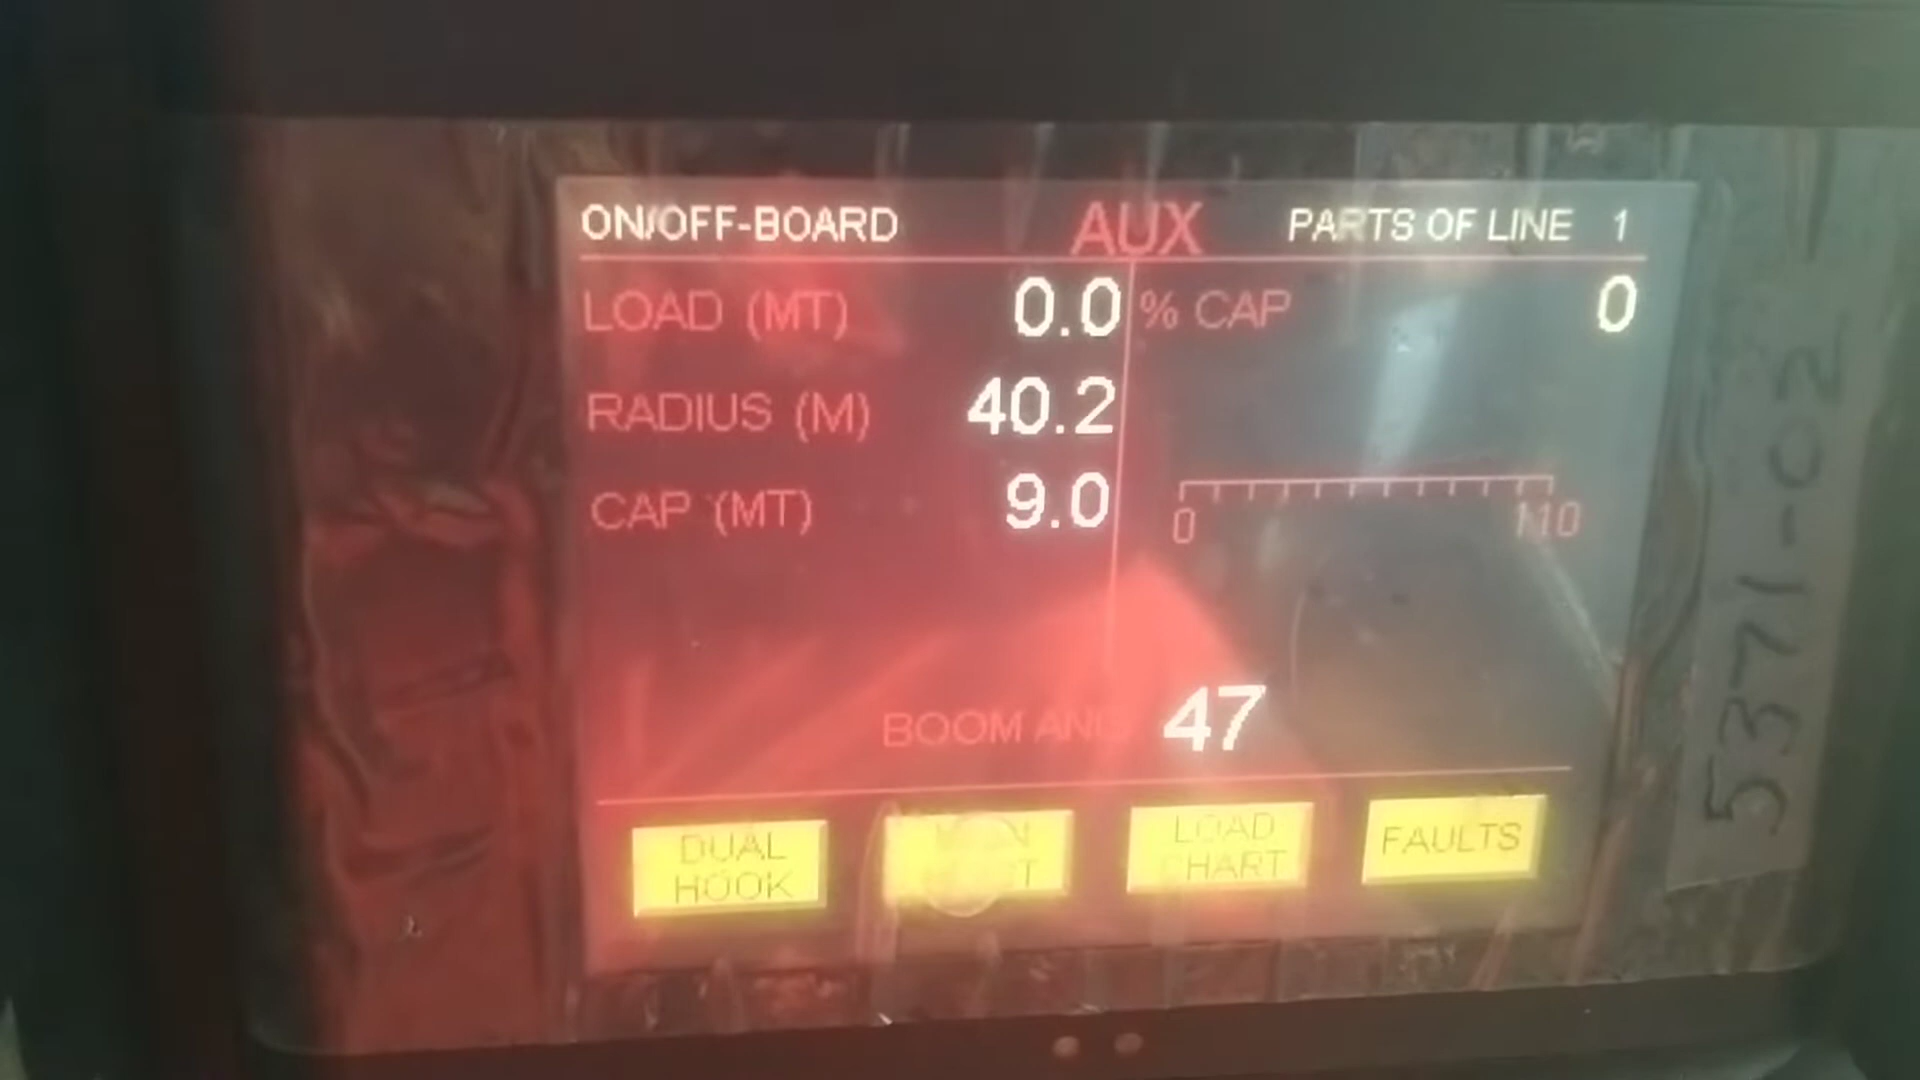 ON/OFF-BOARD AUX PARTS OF LINE 1
LOAD (MT) 0.0 % CAP 0
RADIUS (M) 40.2
CAP (MT) 9.0
0 110
BOOM ANG 47
DUAL HOOK
LOAD CHART
FAULTS
5371-02